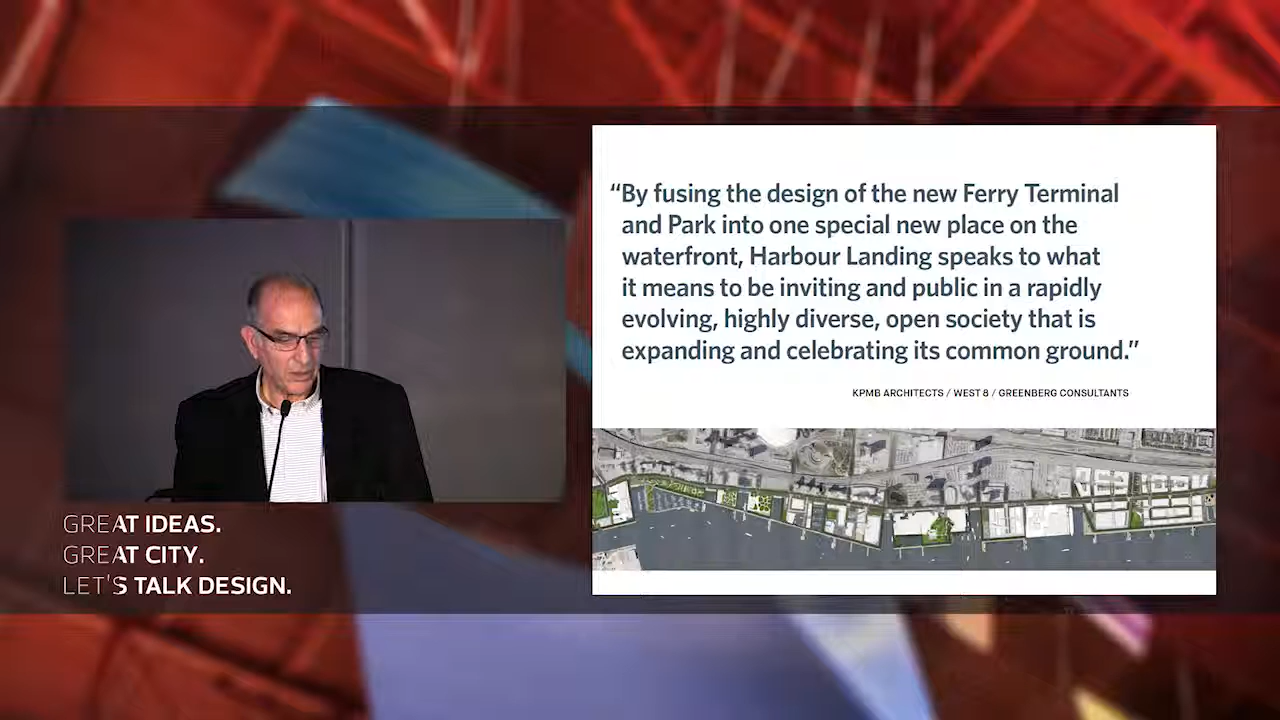 “By fusing the design of the new Ferry Terminal
and Park into one special new place on the
waterfront, Harbour Landing speaks to what
it means to be inviting and public in a rapidly
evolving, highly diverse, open society that is
expanding and celebrating its common ground.”
KPMB ARCHITECTS / WEST 8 / GREENBERG CONSULTANTS
GREAT IDEAS.
GREAT CITY.
LET'S TALK DESIGN.